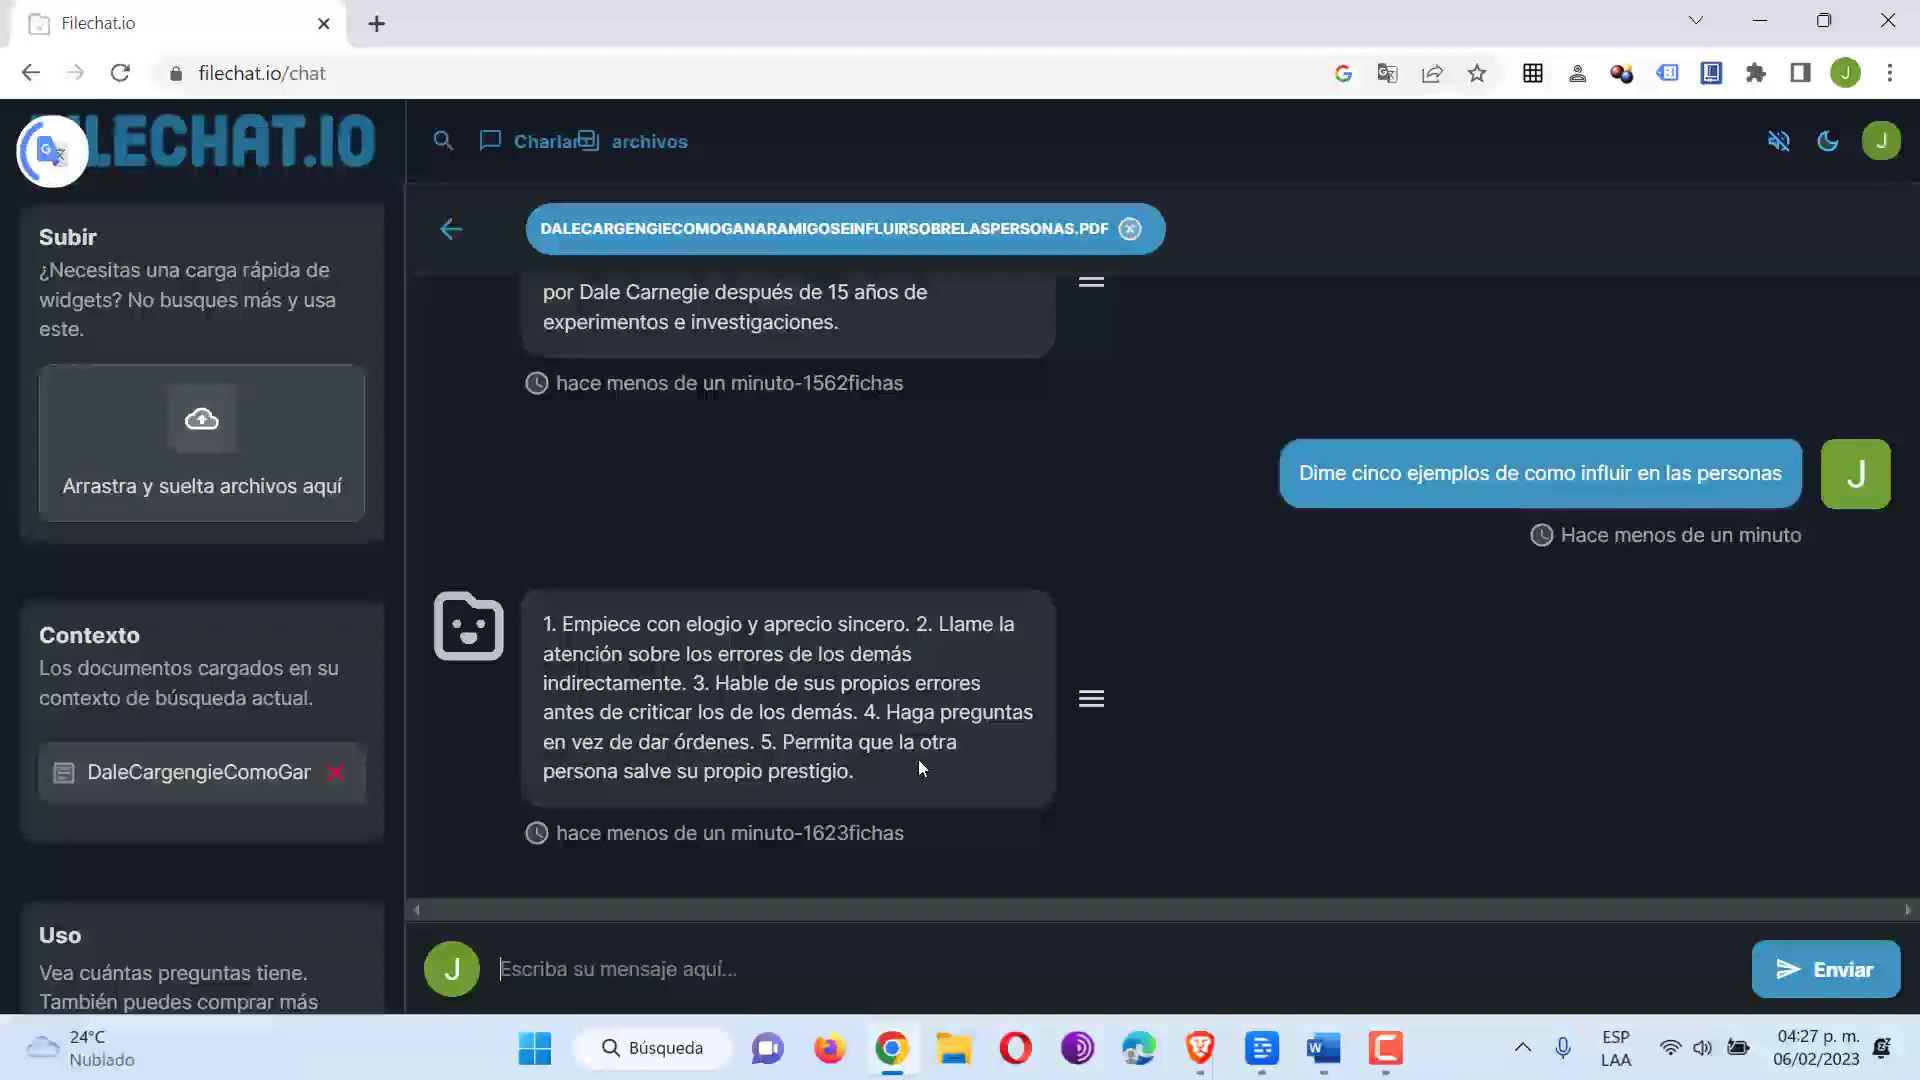 Filechat.io
filechat.io/chat
J
LECHAT.IO
Charlar
archivos
J
Subir
¿Necesitas una carga rápida de
widgets? No busques más y usa
este.
Arrastra y suelta archivos aquí
Contexto
Los documentos cargados en su
contexto de búsqueda actual.
DaleCargengieComoGar
Uso
Vea cuántas preguntas tiene.
También puedes comprar más
DALECARGENGIECOMOGANARAMIGOSEINFLUIRSOBRELASPERSONAS.PDF
por Dale Carnegie después de 15 años de
experimentos e investigaciones.
hace menos de un minuto-1562fichas
Dime cinco ejemplos de como influir en las personas
J
Hace menos de un minuto
1. Empiece con elogio y aprecio sincero. 2. Llame la
atención sobre los errores de los demás
indirectamente. 3. Hable de sus propios errores
antes de criticar los de los demás. 4. Haga preguntas
en vez de dar órdenes. 5. Permita que la otra
persona salve su propio prestigio.
hace menos de un minuto-1623fichas
J
Escriba su mensaje aquí...
Enviar
24°C
Nublado
Búsqueda
ESP
LAA
04:27 p. m.
06/02/2023